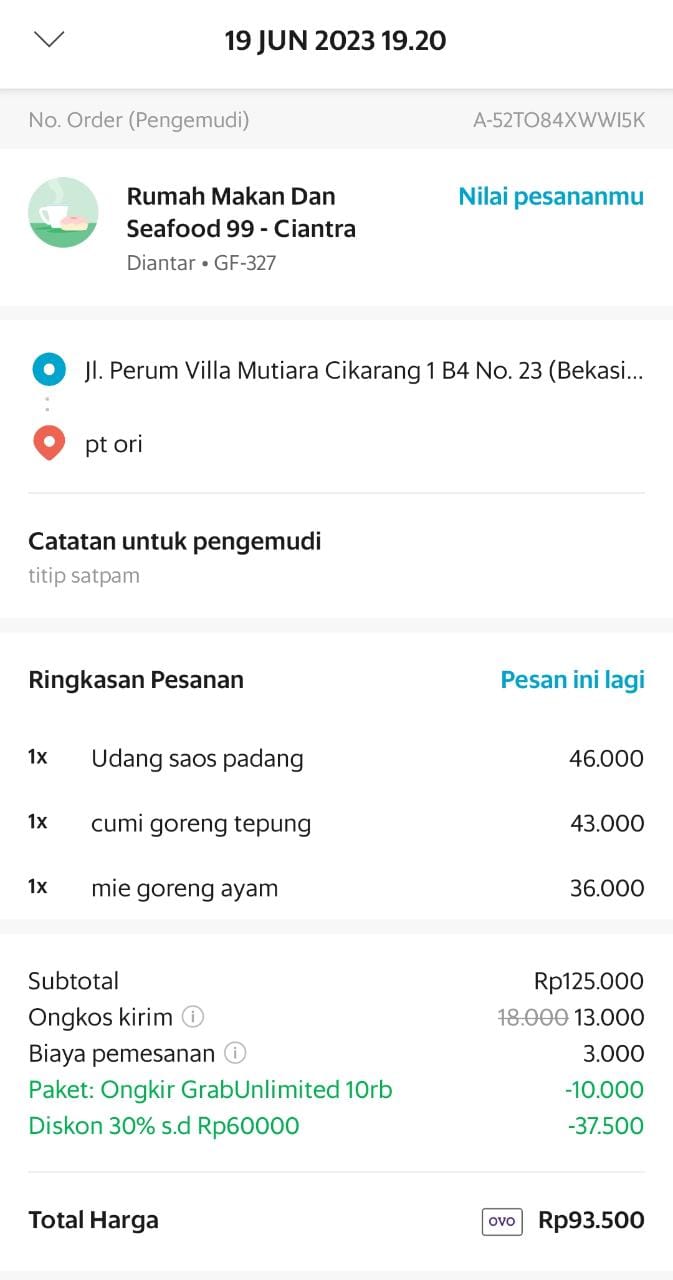 19 JUN 2023 19.20
No. Order (Pengemudi) A-52TO84XWWI5K
Rumah Makan Dan
Seafood 99 - Ciantra
Nilai pesananmu
Diantar • GF-327
Jl. Perum Villa Mutiara Cikarang 1 B4 No. 23 (Bekasi...
pt ori
Catatan untuk pengemudi
titip satpam
Ringkasan Pesanan Pesan ini lagi
1x Udang saos padang 46.000
1x cumi goreng tepung 43.000
1x mie goreng ayam 36.000
Subtotal Rp125.000
Ongkos kirim 18.000 13.000
Biaya pemesanan 3.000
Paket: Ongkir GrabUnlimited 10rb -10.000
Diskon 30% s.d Rp60000 -37.500
Total Harga OVO Rp93.500